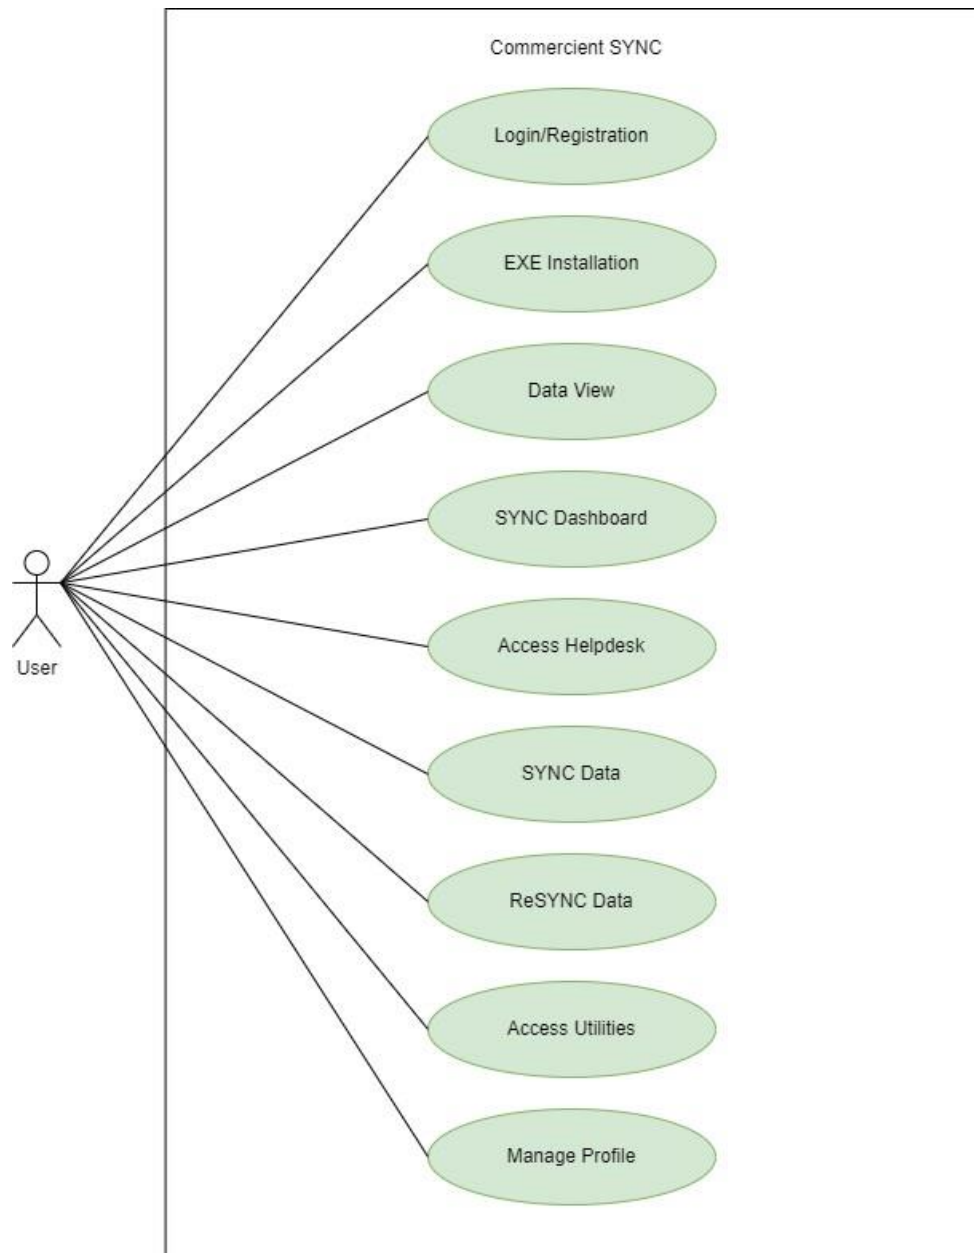 Commercient SYNC
Login/Registration
EXE Installation
Data View
SYNC Dashboard
Access Helpdesk
User
SYNC Data
ReSYNC Data
Access Utilities
Manage Profile